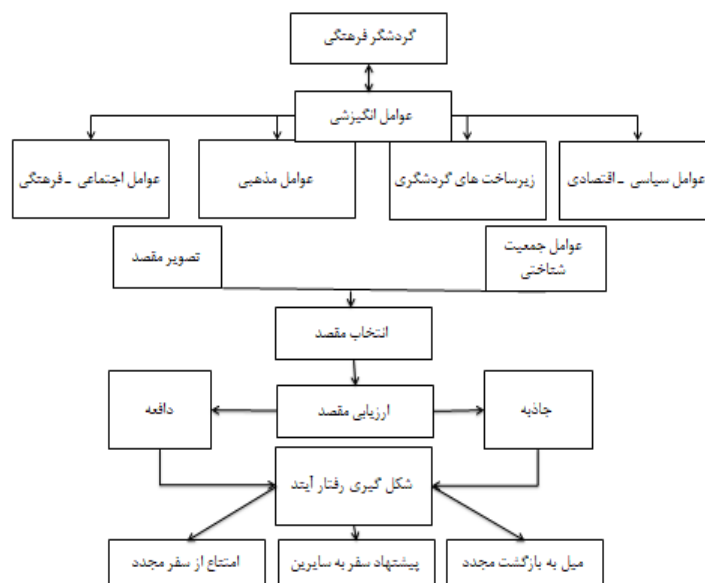 گردشگر فرهنگی
عوامل انگیزشی
عوامل سیاسی - اقتصادی
زیرساخت های گردشگری
عوامل مذهبی
عوامل اجتماعی - فرهنگی
عوامل جمعیت
شناختی
تصویر مقصد
انتخاب مقصد
جاذبه
ارزیابی مقصد
دافعه
شکل گیری رفتار آیتد
میل به بازگشت مجدد
پیشنهاد سفر به سایرین
امتناع از سفر مجدد